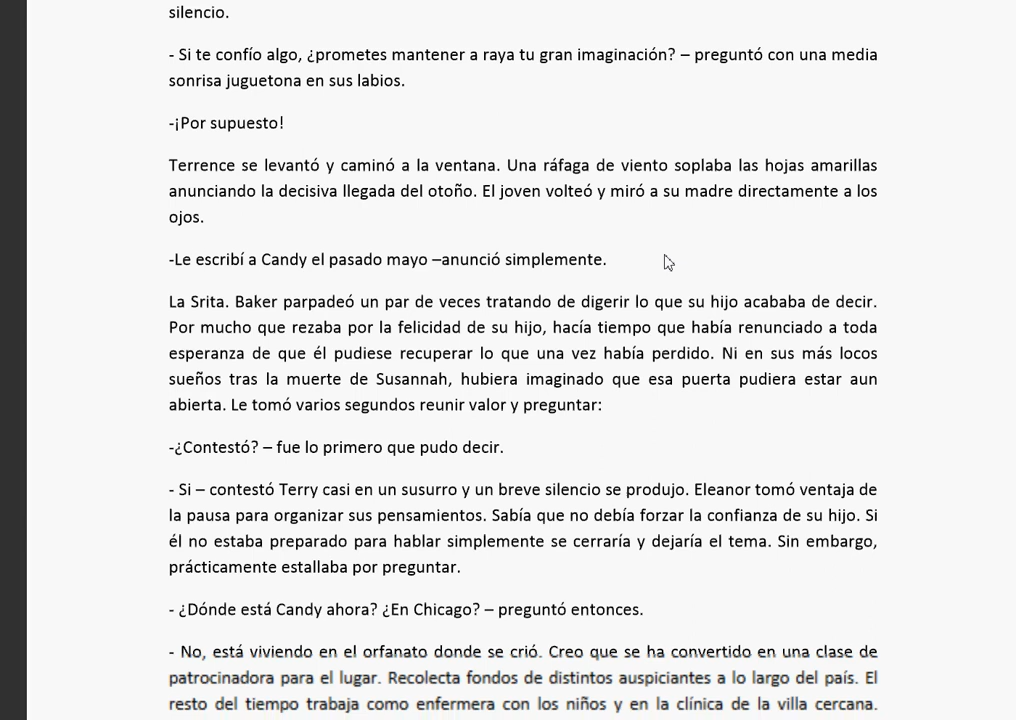 silencio.
- Si te confío algo, ¿prometes mantener a raya tu gran imaginación? – preguntó con una media
sonrisa juguetona en sus labios.
-¡Por supuesto!
Terrence se levantó y caminó a la ventana. Una ráfaga de viento soplaba las hojas amarillas
anunciando la decisiva llegada del otoño. El joven volteó y miró a su madre directamente a los
ojos.
-Le escribí a Candy el pasado mayo –anunció simplemente.
La Srita. Baker parpadeó un par de veces tratando de digerir lo que su hijo acababa de decir.
Por mucho que rezaba por la felicidad de su hijo, hacía tiempo que había renunciado a toda
esperanza de que él pudiese recuperar lo que una vez había perdido. Ni en sus más locos
sueños tras la muerte de Susannah, hubiera imaginado que esa puerta pudiera estar aun
abierta. Le tomó varios segundos reunir valor y preguntar:
-¿Contestó? – fue lo primero que pudo decir.
- Si – contestó Terry casi en un susurro y un breve silencio se produjo. Eleanor tomó ventaja de
la pausa para organizar sus pensamientos. Sabía que no debía forzar la confianza de su hijo. Si
él no estaba preparado para hablar simplemente se cerraría y dejaría el tema. Sin embargo,
prácticamente estallaba por preguntar.
- ¿Dónde está Candy ahora? ¿En Chicago? – preguntó entonces.
- No, está viviendo en el orfanato donde se crió. Creo que se ha convertido en una clase de
patrocinadora para el lugar. Recolecta fondos de distintos auspiciantes a lo largo del país. El
resto del tiempo trabaja como enfermera con los niños y en la clínica de la villa cercana.